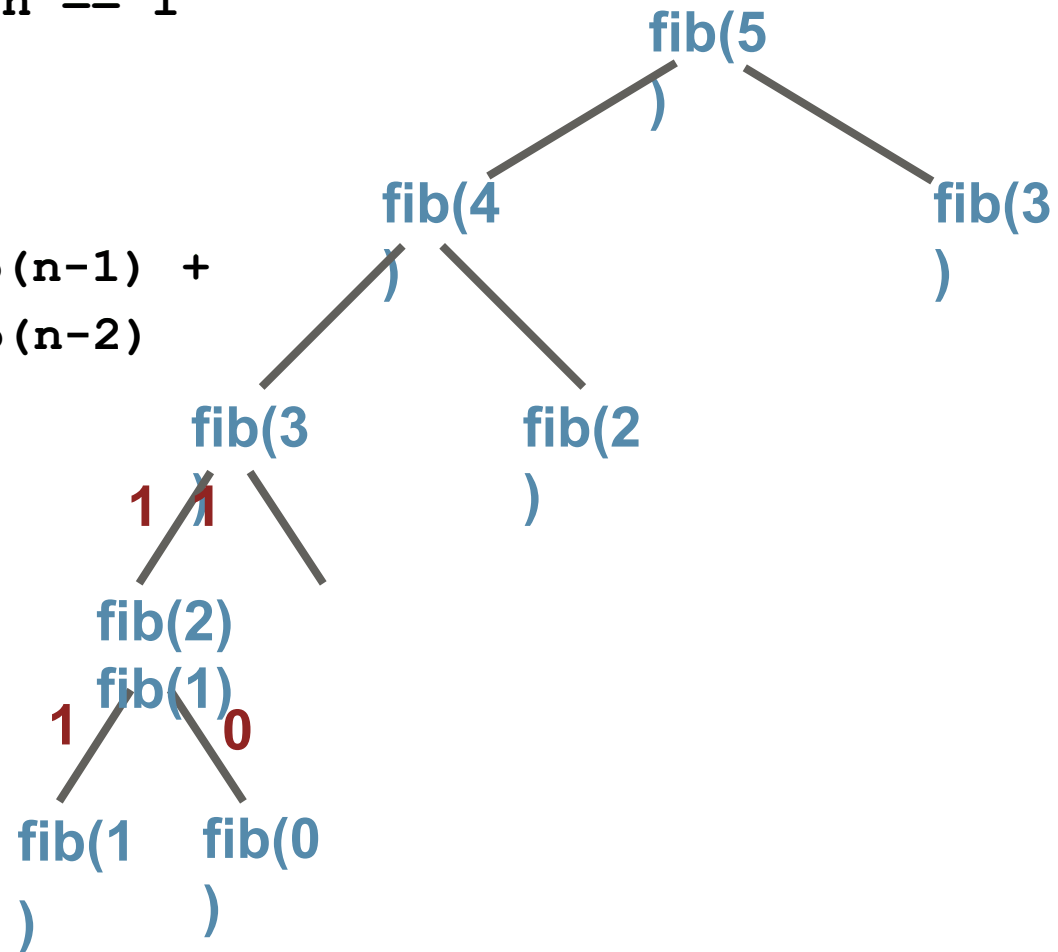 n == 1
fib(5
)
fib(4
)
fib(3
)
(n-1) +
(n-2)
fib(3
)
fib(2
)
1 1
fib(2)
fib(1)
1 0
fib(1
)
fib(0
)